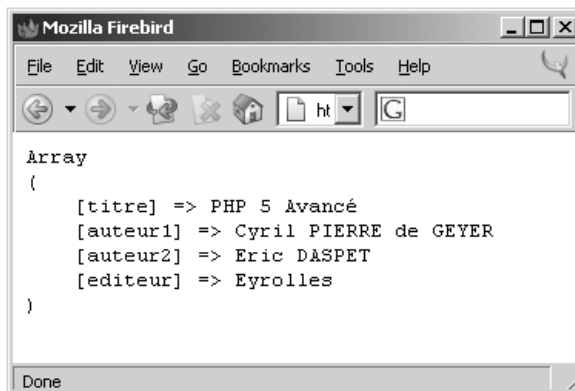 Mozilla Firebird
File Edit View Go Bookmarks Tools Help
ht G
Array
(
[titre] => PHP 5 Avancé
[auteur1] => Cyril PIERRE de GEYER
[auteur2] => Eric DASPET
[editeur] => Eyrolles
)
Done